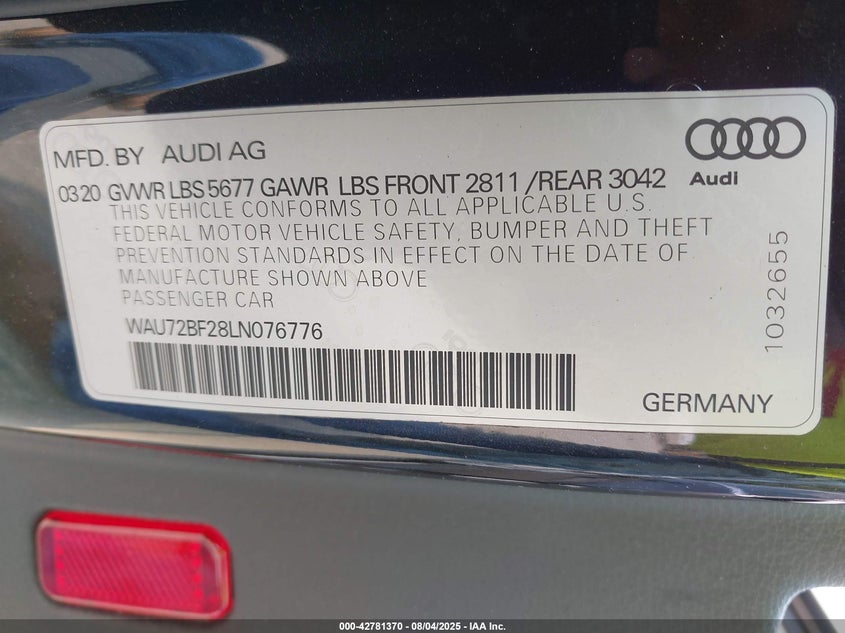 MFD. BY AUDI AG
Audi
03 20 GVWR LBS 5677 GAWR LBS FRONT 2811 /REAR 3042
THIS VEHICLE CONFORMS TO ALL APPLICABLE U.S.
FEDERAL MOTOR VEHICLE SAFETY, BUMPER AND THEFT
PREVENTION STANDARDS IN EFFECT ON THE DATE OF
MANUFACTURE SHOWN ABOVE
PASSENGER CAR
WAU72BF28LN076776
1032655
GERMANY
000-42781370 - 08/04/2025 - IAA Inc.